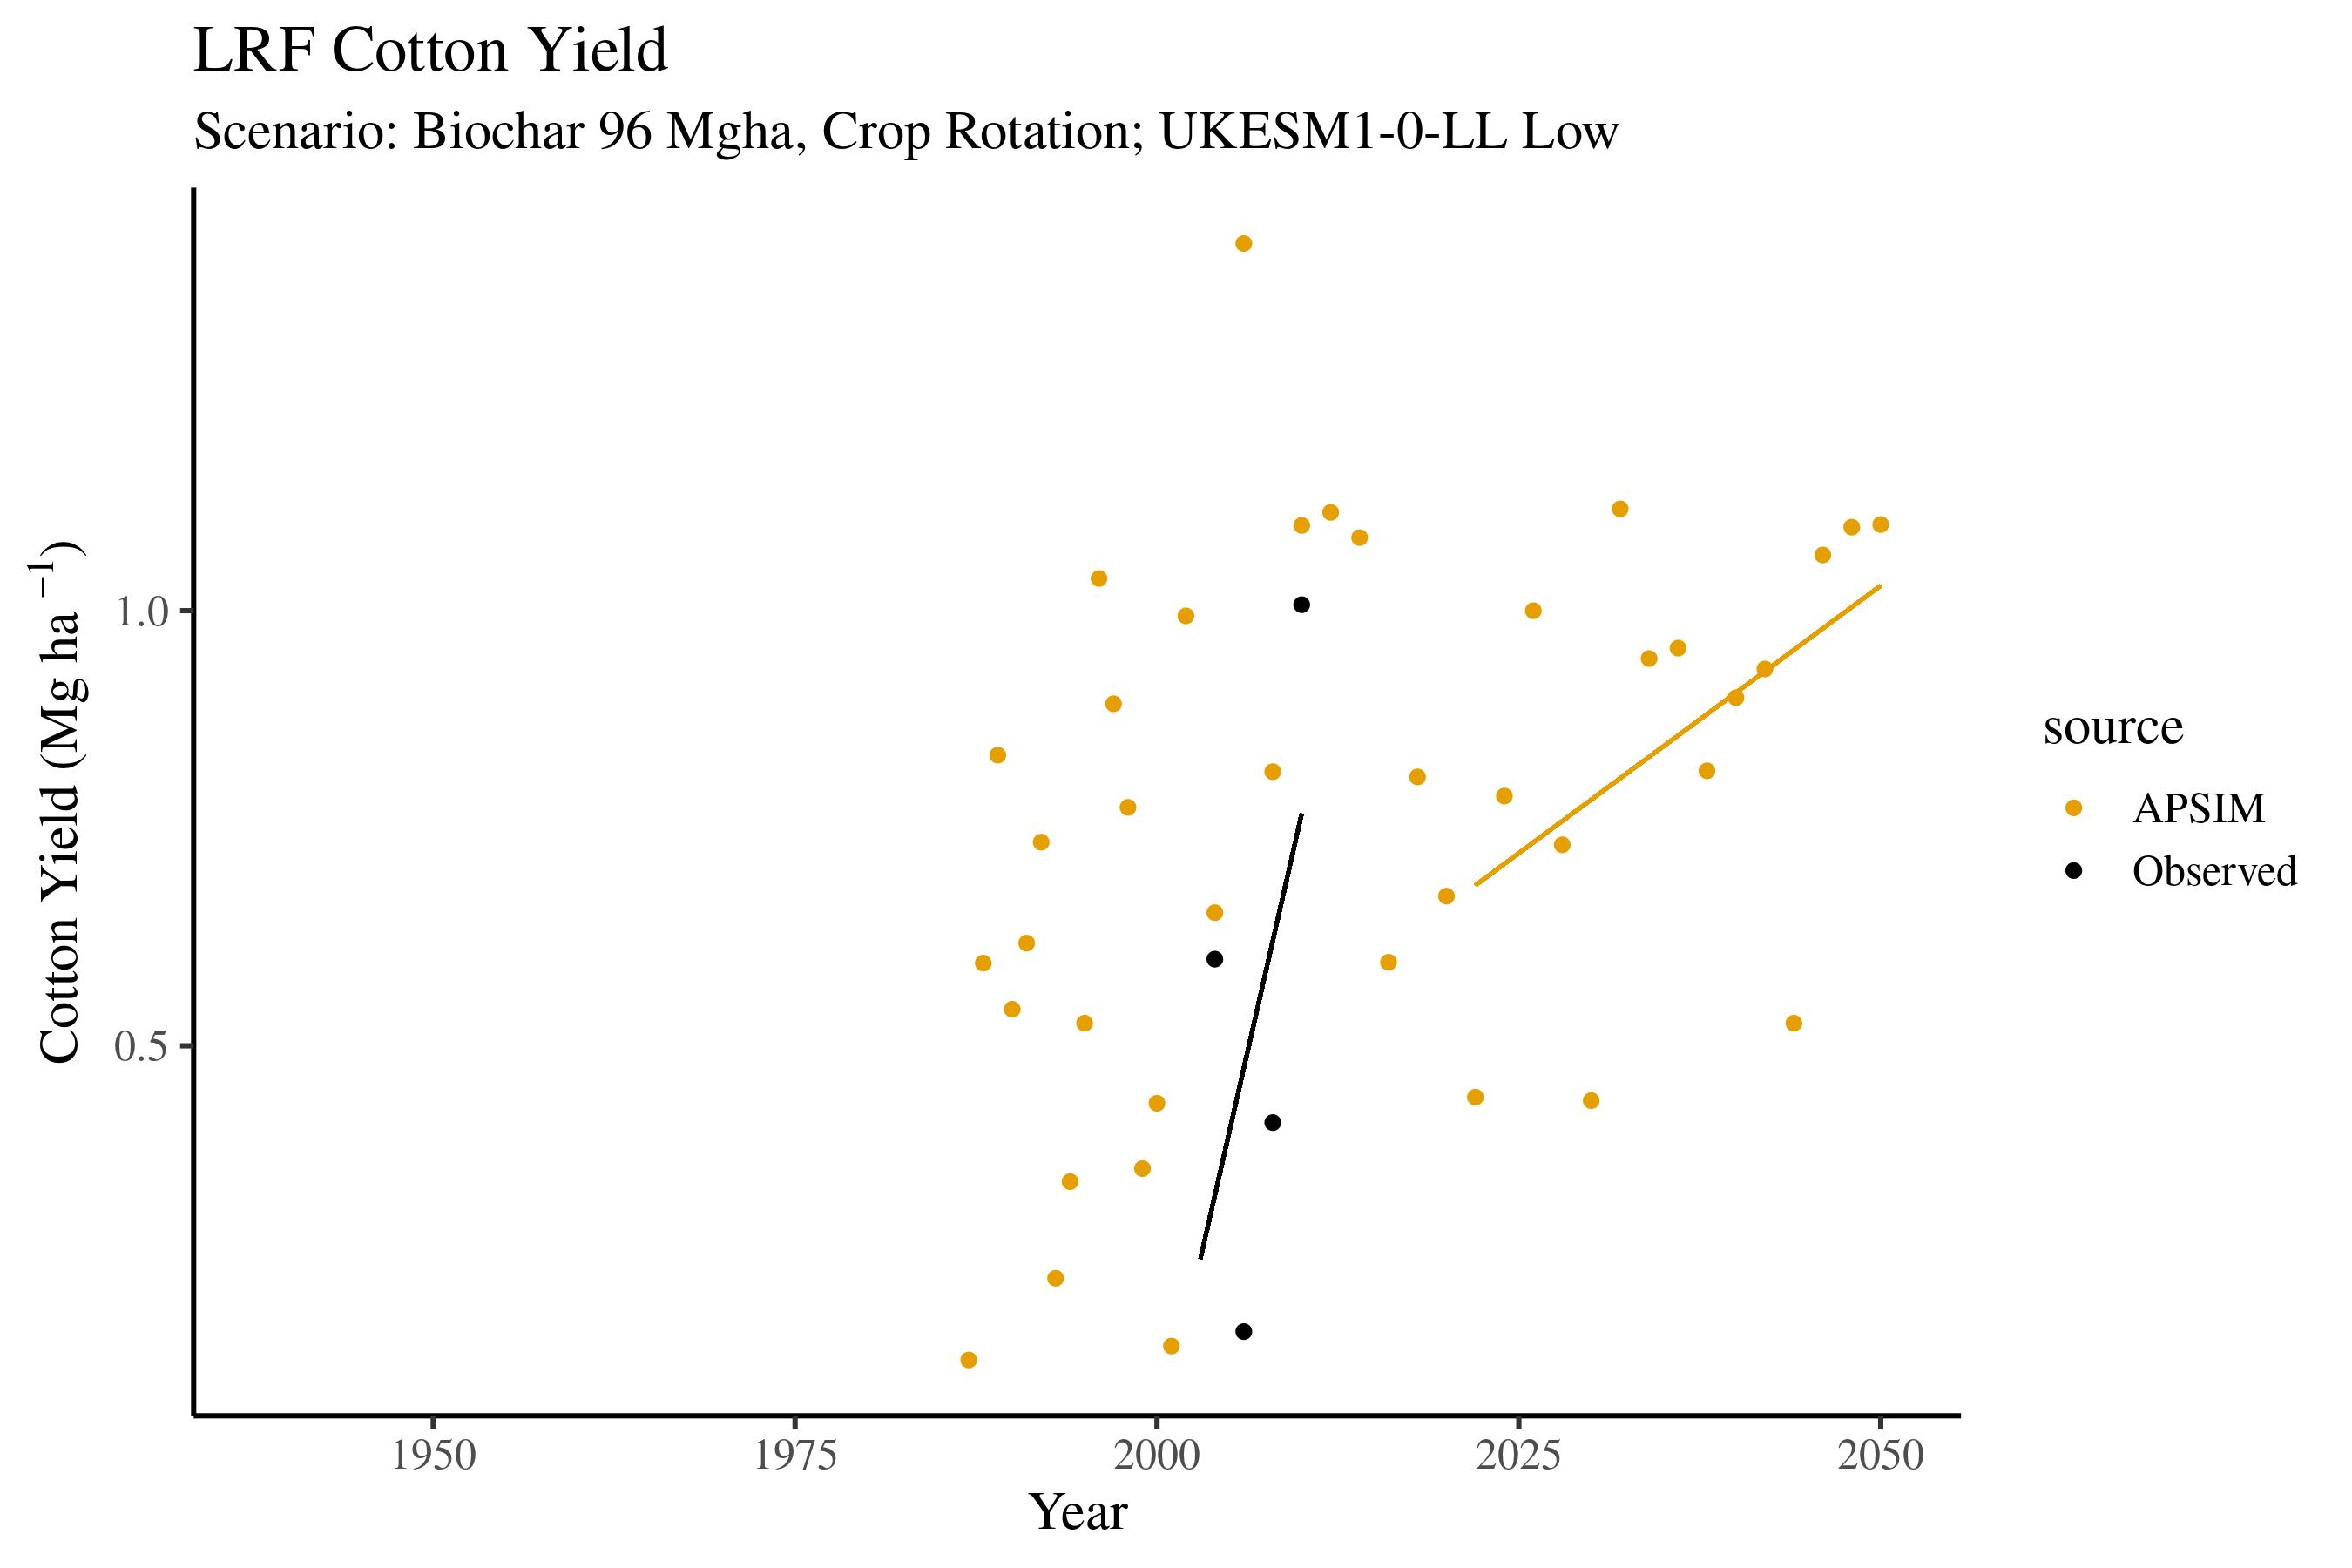 LRF Cotton Yield
Scenario: Biochar 96 Mgha, Crop Rotation; UKESM1-0-LL Low
Cotton Yield (Mg ha −1)
1.0
0.5
1950
1975
2000
2025
2050
Year
source
APSIM
Observed